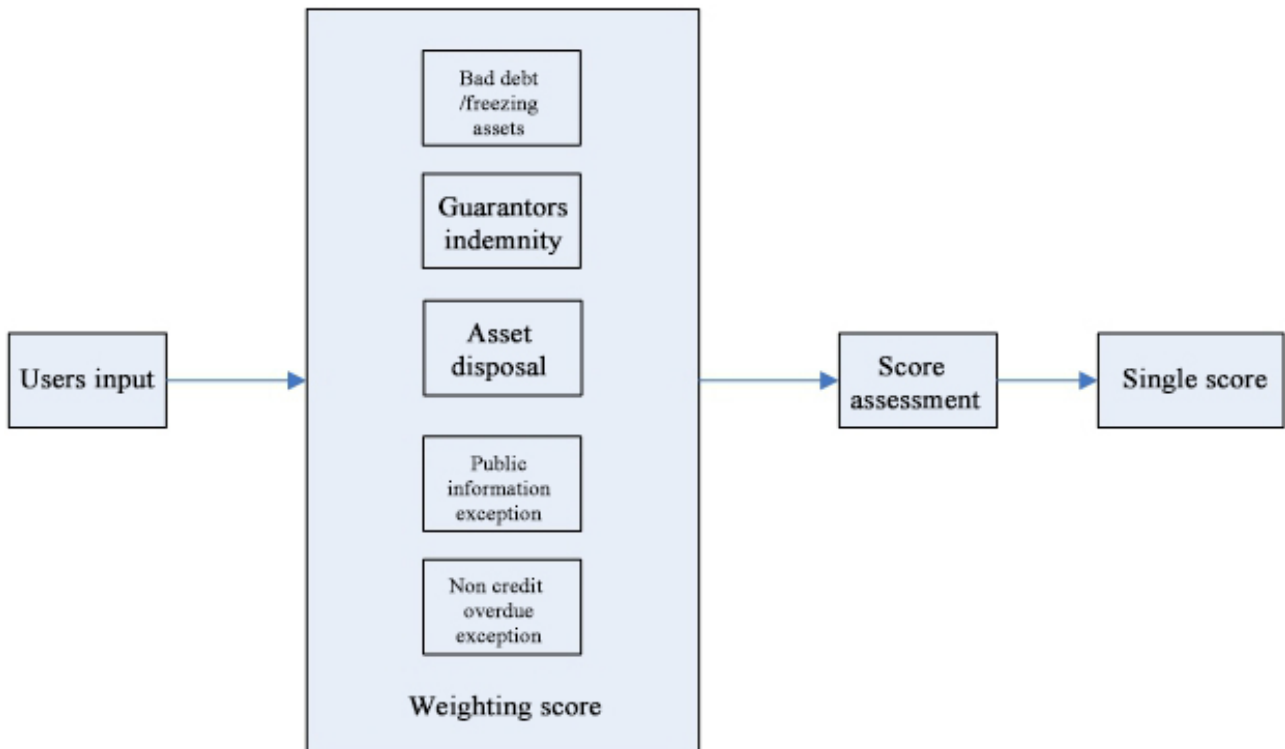 Users input
Bad debt
/freezing
assets
Guarantors
indemnity
Asset
disposal
Public
information
exception
Non credit
overdue
exception
Weighting score
Score
assessment
Single score